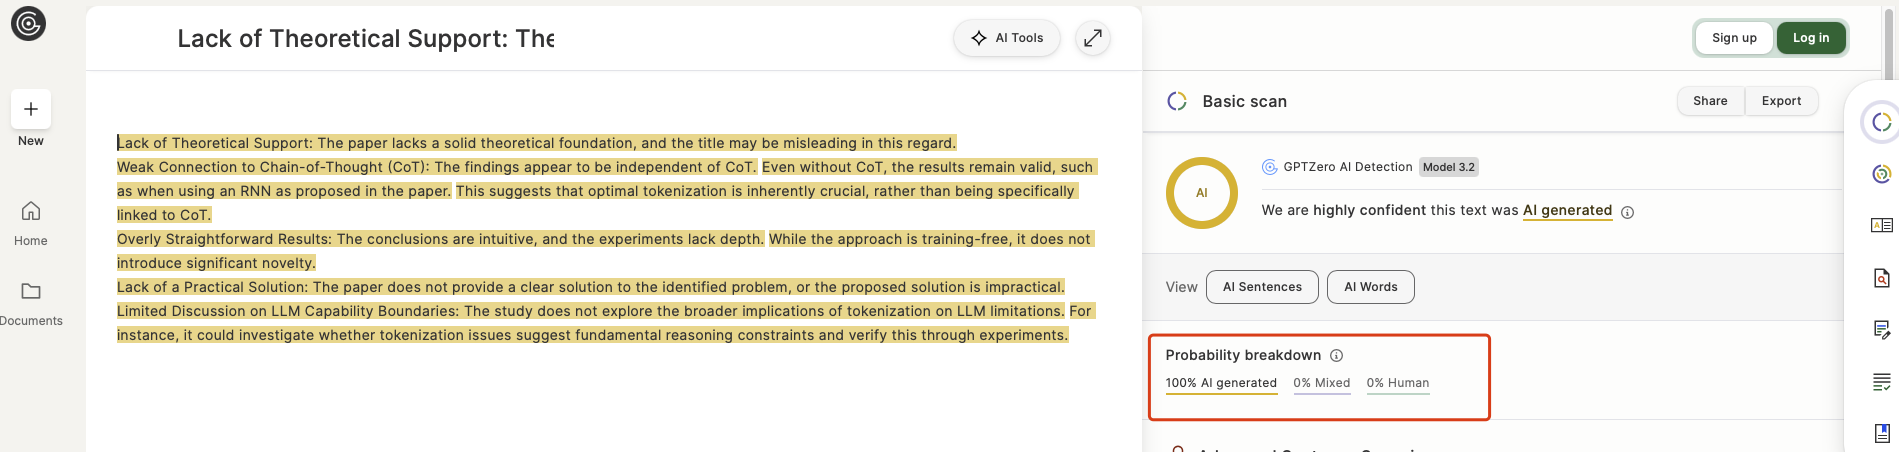 Lack of Theoretical Support: The
AI Tools
Sign up
Log in
New
Home
Documents
Lack of Theoretical Support: The paper lacks a solid theoretical foundation, and the title may be misleading in this regard.
Weak Connection to Chain-of-Thought (CoT): The findings appear to be independent of CoT. Even without CoT, the results remain valid, such
as when using an RNN as proposed in the paper. This suggests that optimal tokenization is inherently crucial, rather than being specifically
linked to CoT.
Overly Straightforward Results: The conclusions are intuitive, and the experiments lack depth. While the approach is training-free, it does not
introduce significant novelty.
Lack of a Practical Solution: The paper does not provide a clear solution to the identified problem, or the proposed solution is impractical.
Limited Discussion on LLM Capability Boundaries: The study does not explore the broader implications of tokenization on LLM limitations. For
instance, it could investigate whether tokenization issues suggest fundamental reasoning constraints and verify this through experiments.
Basic scan
Share
Export
AI
GPTZero AI Detection Model 3.2
We are highly confident this text was AI generated
View
AI Sentences
AI Words
Probability breakdown
100% AI generated 0% Mixed 0% Human